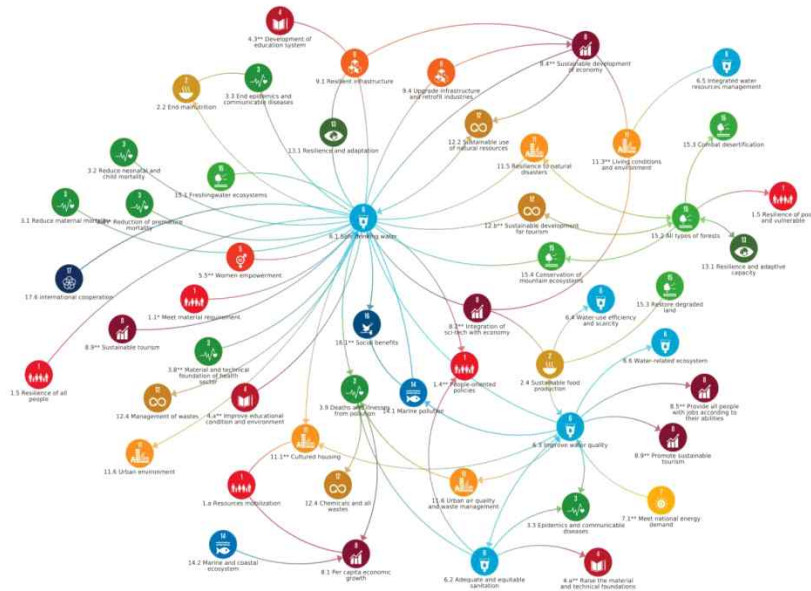 4.3** Development of
education system
9.1 Resilient infrastructure
8.4** Sustainable development
of economy
9.4 Upgrade infrastructure
and retrofit industries
6.5 Integrated water
resources management
3.3 End epidemics and
communicable diseases
2.2 End malnutrition
13.1 Resilience and adaptation
12.2 Sustainable use
of natural resources
11.5 Resilience to natural
disasters
11.3** Living conditions
and environment
15.3 Combat desertification
3.2 Reduce neonatal and
child mortality
15.1 Freshingwater ecosystems
3.1 Reduce maternal mortality
Reduction of premature
mortality
6.1 Safe drinking water
12.b** Sustainable development
for tourism
15.2 All types of forests
1.5 Resilience of poor
and vulnerable
13.1 Resilience and adaptive
capacity
17.6 international cooperation
5.5** Women empowerment
15.4 Conservation of
mountain ecosystems
15.3 Restore degraded
land
1.1* Meet material requirement
8.9** Sustainable tourism
16.1** Social benefits
8.2** Integration of
sci-tech with economy
6.4 Water-use efficiency
and scarcity
6.6 Water-related ecosystem
1.5 Resilience of all
people
3.8** Material and technical
foundation of health
sector
12.4 Management of wastes
4.a** Improve educational
condition and environment
3.9 Deaths and illnesses
from pollution
14.1 Marine pollution
1.4** People-oriented
policies
2.4 Sustainable food
production
8.5** Provide all people
with jobs according to
their abilities
6.3 Improve water quality
8.9** Promote sustainable
tourism
11.6 Urban environment
11.1** Cultured housing
1.a Resources mobilization
12.4 Chemicals and all
wastes
11.6 Urban air quality
and waste management
3.3 Epidemics and communicable
diseases
7.1** Meet national energy
demand
14.2 Marine and coastal
ecosystem
8.1 Per capita economic
growth
6.2 Adequate and equitable
sanitation
4.a** Raise the material
and technical foundations